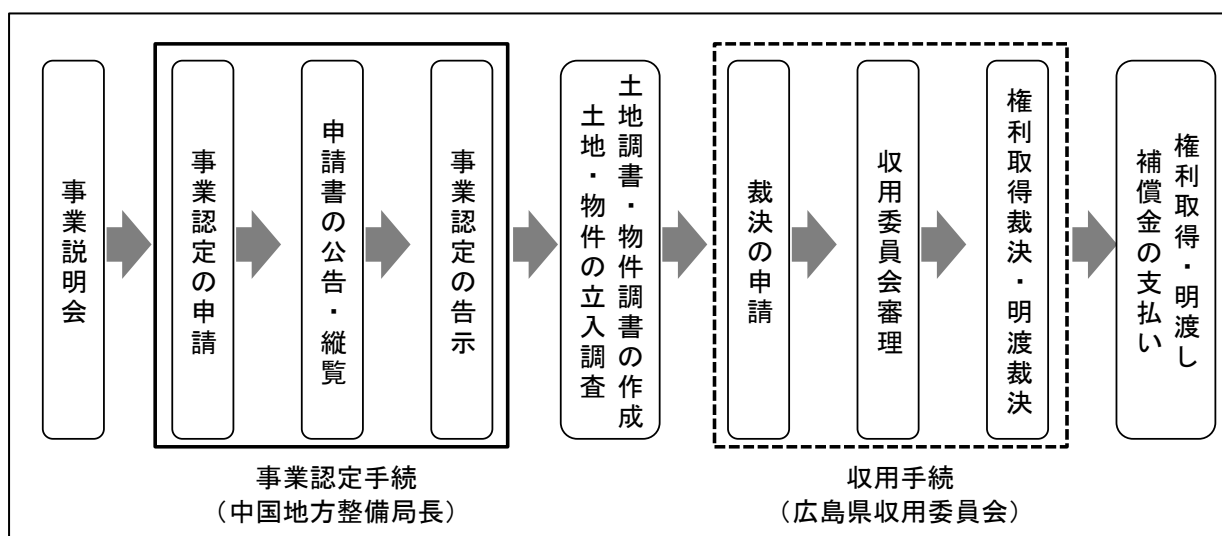 事業説明会
事業認定の申請
申請書の公告・縦覧
事業認定の告示
土地調書・物件調書の作成
土地・物件の立入調査
裁決の申請
収用委員会審理
権利取得裁決・明渡裁決
権利取得・明渡し
補償金の支払い
事業認定手続
（中国地方整備局長）
収用手続
（広島県収用委員会）